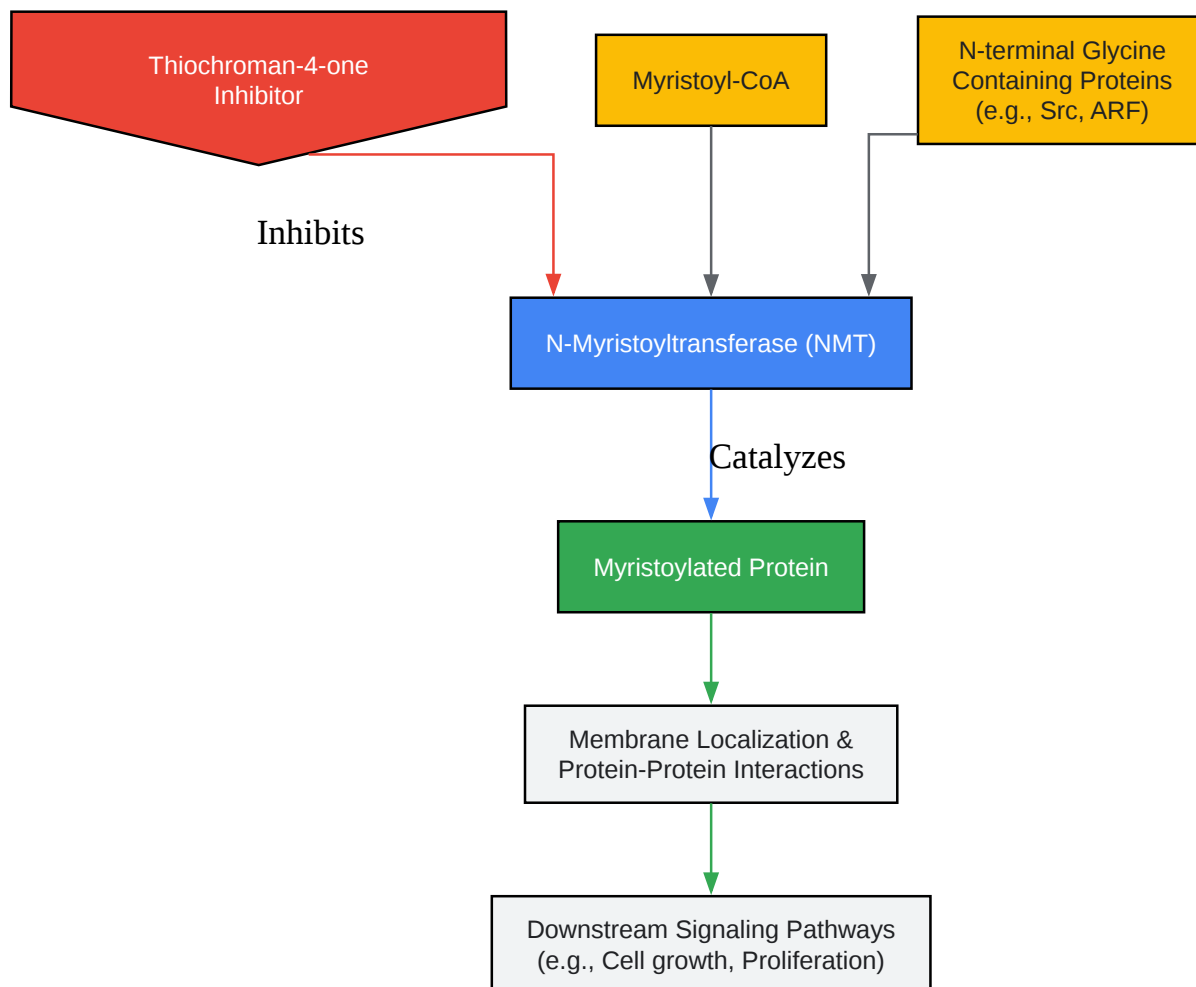 Thiochroman-4-one
Inhibitor
Myristoyl-CoA
N-terminal Glycine
Containing Proteins
(e.g., Src, ARF)
Inhibits
N-Myristoyltransferase (NMT)
Catalyzes
Myristoylated Protein
Membrane Localization &
Protein-Protein Interactions
Downstream Signaling Pathways
(e.g., Cell growth, Proliferation)